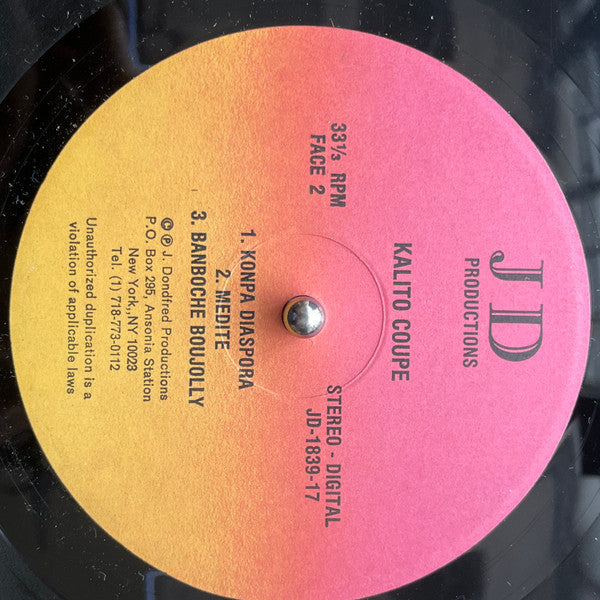 JD
PRODUCTIONS
KALITO COUPE
33⅓ RPM
FACE 2
STEREO - DIGITAL
JD-1839-17
1. KONPA DIASPORA
2. MEDITE
3. BANBOCHE BOUJOLLY
© ℗ J. Dondfred Productions
P.O. Box 295, Ansonia Station
New York,,NY 10023
Tel. (1) 718-773-0112
Unauthorized duplication is a
violation of applicable laws